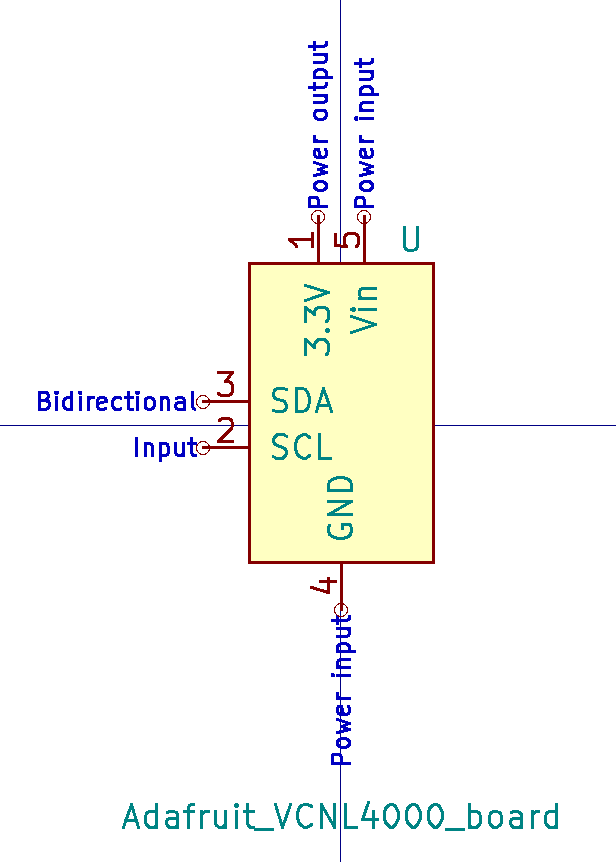 Power output
Power input
1
5
U
3.3V
Vin
Bidirectional
3
SDA
Input
2
SCL
GND
4
Power input
Adafruit_VCNL4000_board